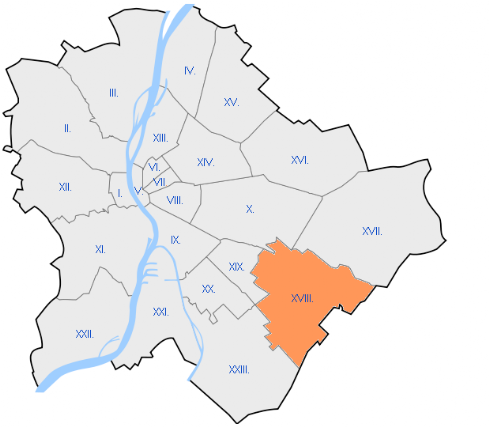 IV.
III.
XV.
II.
XIII.
XIV.
XVI.
VI.
VII.
XII.
I.
V.
VIII.
X.
XVII.
IX.
XI.
XIX.
XX.
XVIII.
XXI.
XXII.
XXIII.